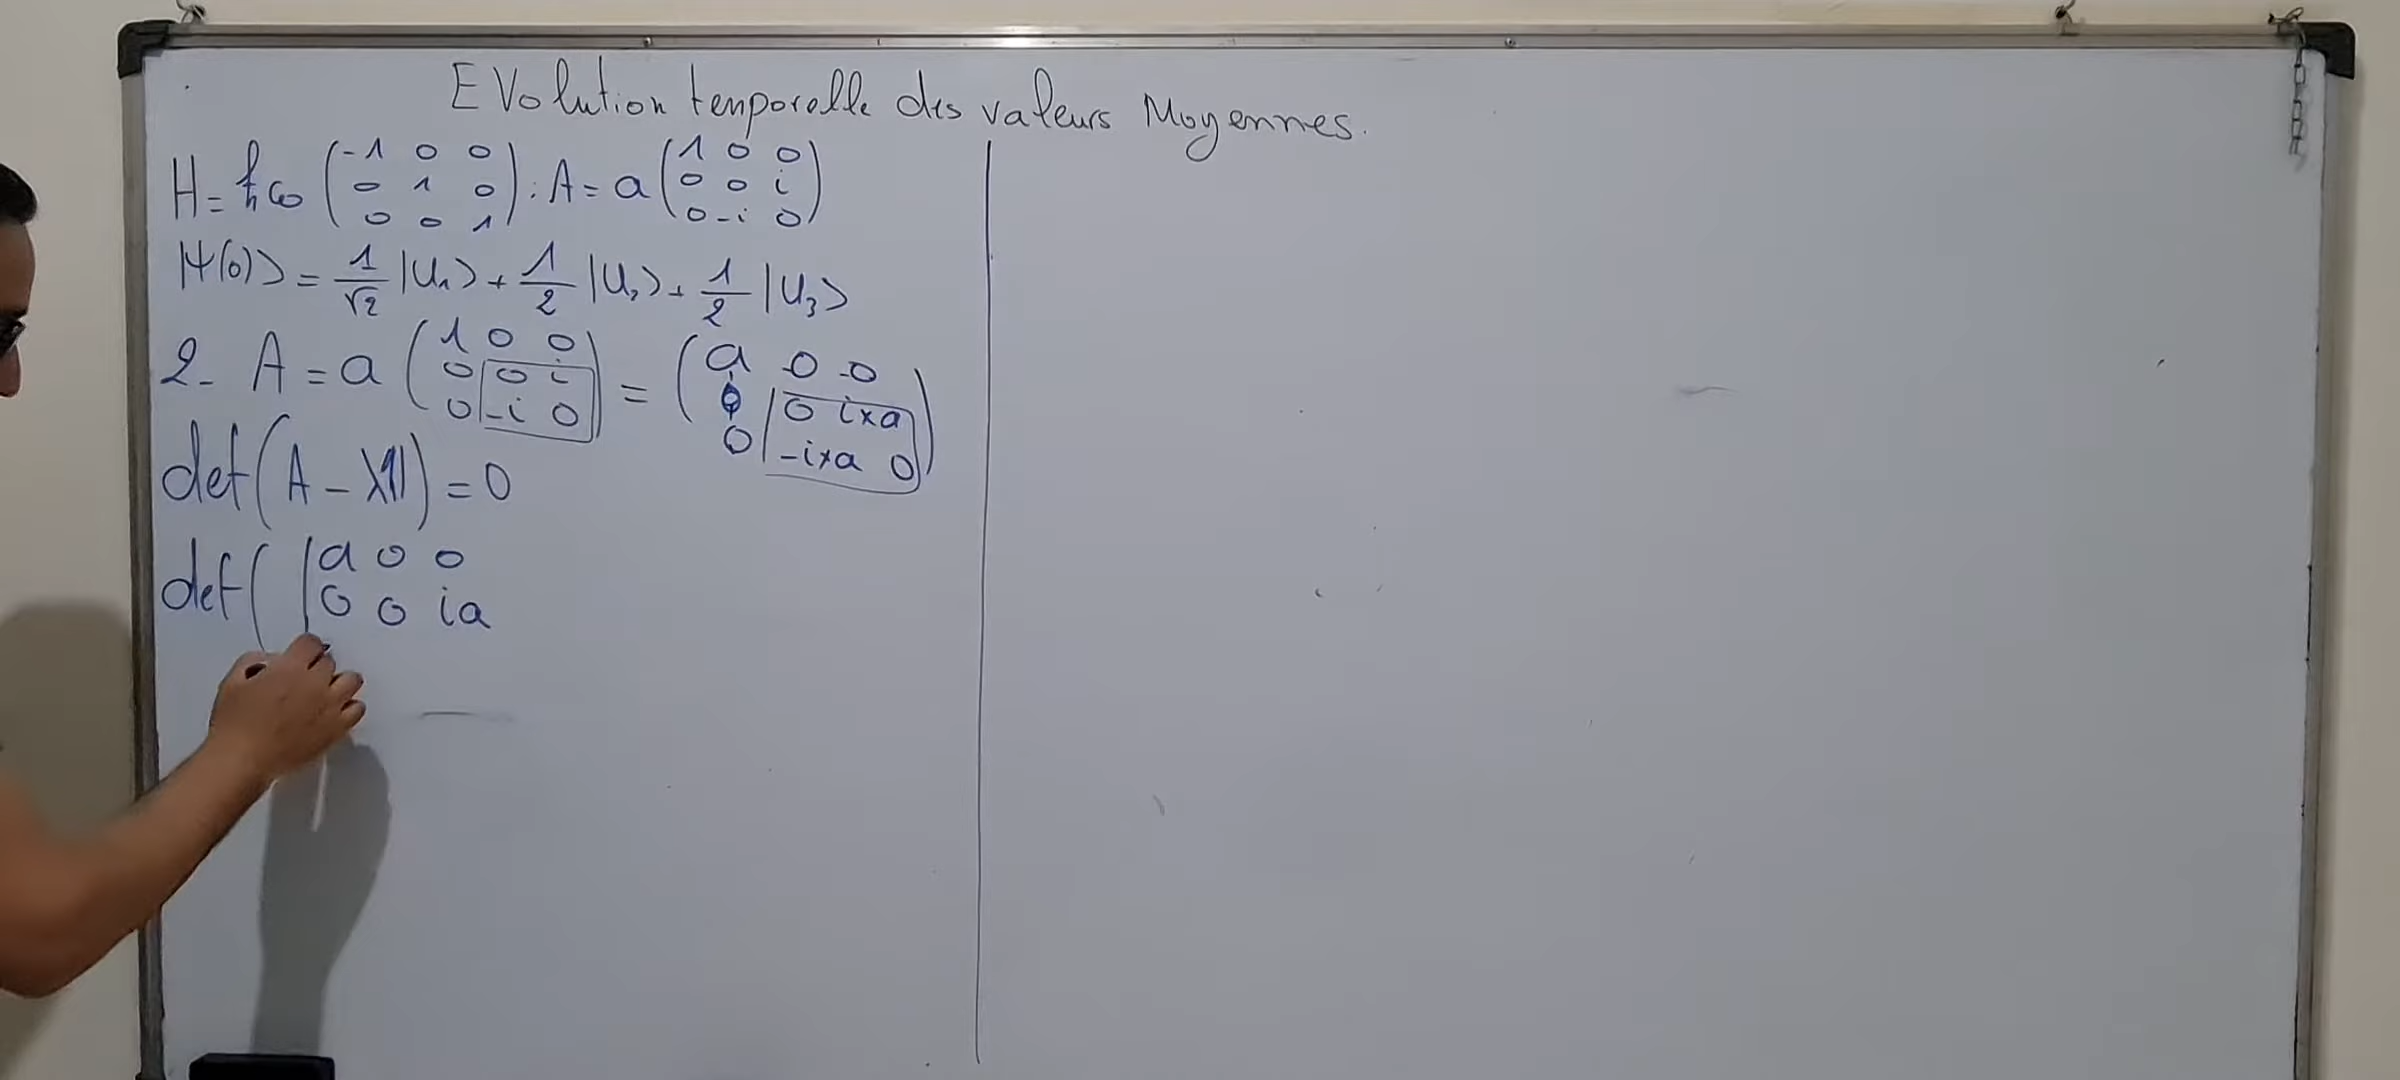 EVolution temporelle des valeurs Moyennes.
H = ħω (-1 0 0 ; 0 1 0 ; 0 0 1) ; A = a (1 0 0 ; 0 0 i ; 0 -i 0)
|Ψ(0)> = 1/√2 |U₁> + 1/2 |U₂> + 1/2 |U₃>
2- A = a (1 0 0 ; 0 0 i ; 0 -i 0) = (a 0 0 ; 0 0 i×a ; 0 -i×a 0)
det(A - λ𝟙) = 0
det( | a 0 0
0 0 ia